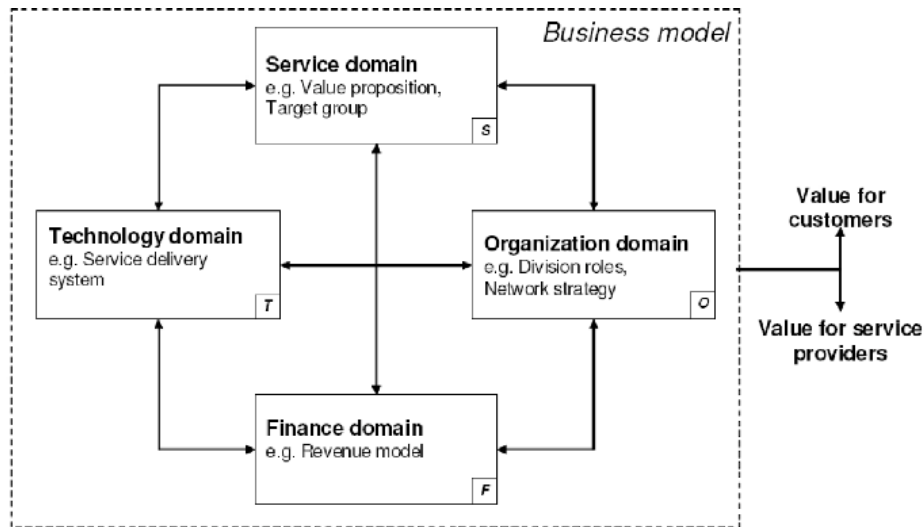 Business model
Service domain
e.g. Value proposition,
Target group
S
Technology domain
e.g. Service delivery
system
T
Organization domain
e.g. Division roles,
Network strategy
O
Value for
customers
Value for service
providers
Finance domain
e.g. Revenue model
F